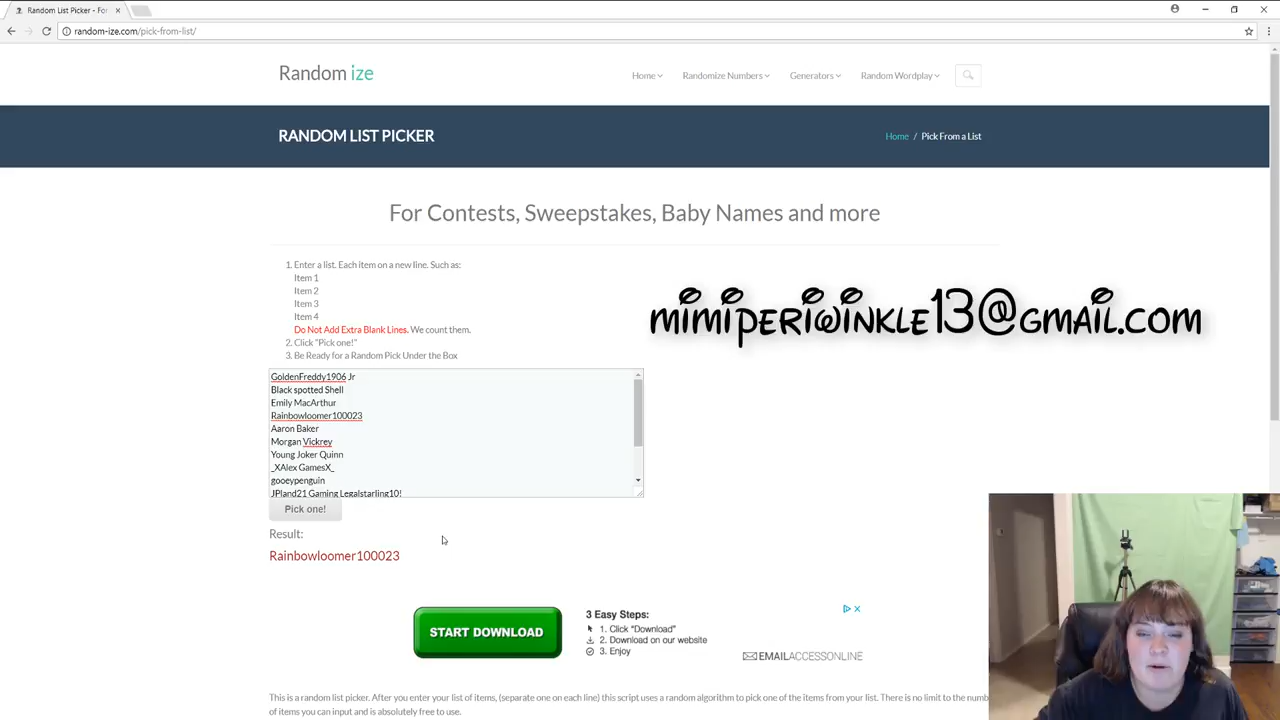 Random List Picker - For
random-ize.com/pick-from-list/
Random ize
Home
Randomize Numbers
Generators
Random Wordplay
RANDOM LIST PICKER
Home / Pick From a List
For Contests, Sweepstakes, Baby Names and more
1. Enter a list. Each item on a new line. Such as:
Item 1
Item 2
Item 3
Item 4
Do Not Add Extra Blank Lines. We count them.
2. Click "Pick one!"
3. Be Ready for a Random Pick Under the Box
mimiperiwinkle13@gmail.com
GoldenFreddy1906 Jr
Black spotted Shell
Emily MacArthur
Rainbowloomer100023
Aaron Baker
Morgan Vickrey
Young Joker Quinn
_XAlex GamesX_
gooeypenguin
JPland21 Gaming Legalstarling10!
Pick one!
Result:
Rainbowloomer100023
START DOWNLOAD
3 Easy Steps:
1. Click "Download"
2. Download on our website
3. Enjoy
EMAILACCESSONLINE
This is a random list picker. After you enter your list of items, (separate one on each line) this script uses a random algorithm to pick one of the items from your list. There is no limit to the numb
of items you can input and is absolutely free to use.